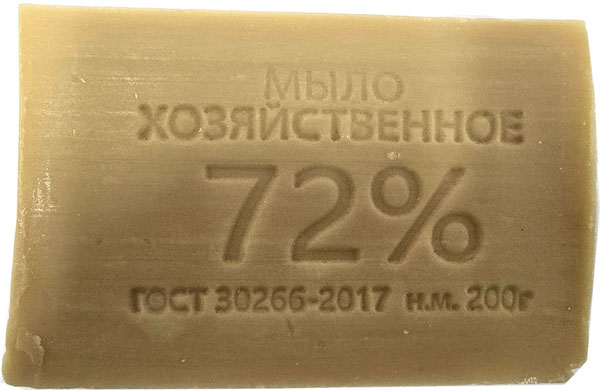 МЫЛО
ХОЗЯЙСТВЕННОЕ
72%
ГОСТ 30266-2017 н.м. 200г